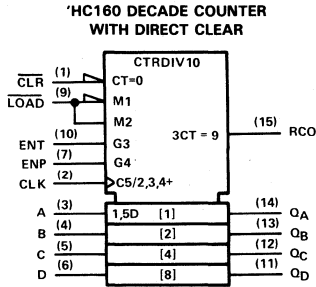 'HC160 DECADE COUNTER
WITH DIRECT CLEAR
CTRDIV10
CLR (1) CT=0
LOAD (9) M1
M2
3CT = 9 (15) RCO
ENT (10) G3
ENP (7) G4
CLK (2) C5/2,3,4+
A (3) 1,5D [1] (14) QA
B (4) [2] (13) QB
C (5) [4] (12) QC
D (6) [8] (11) QD